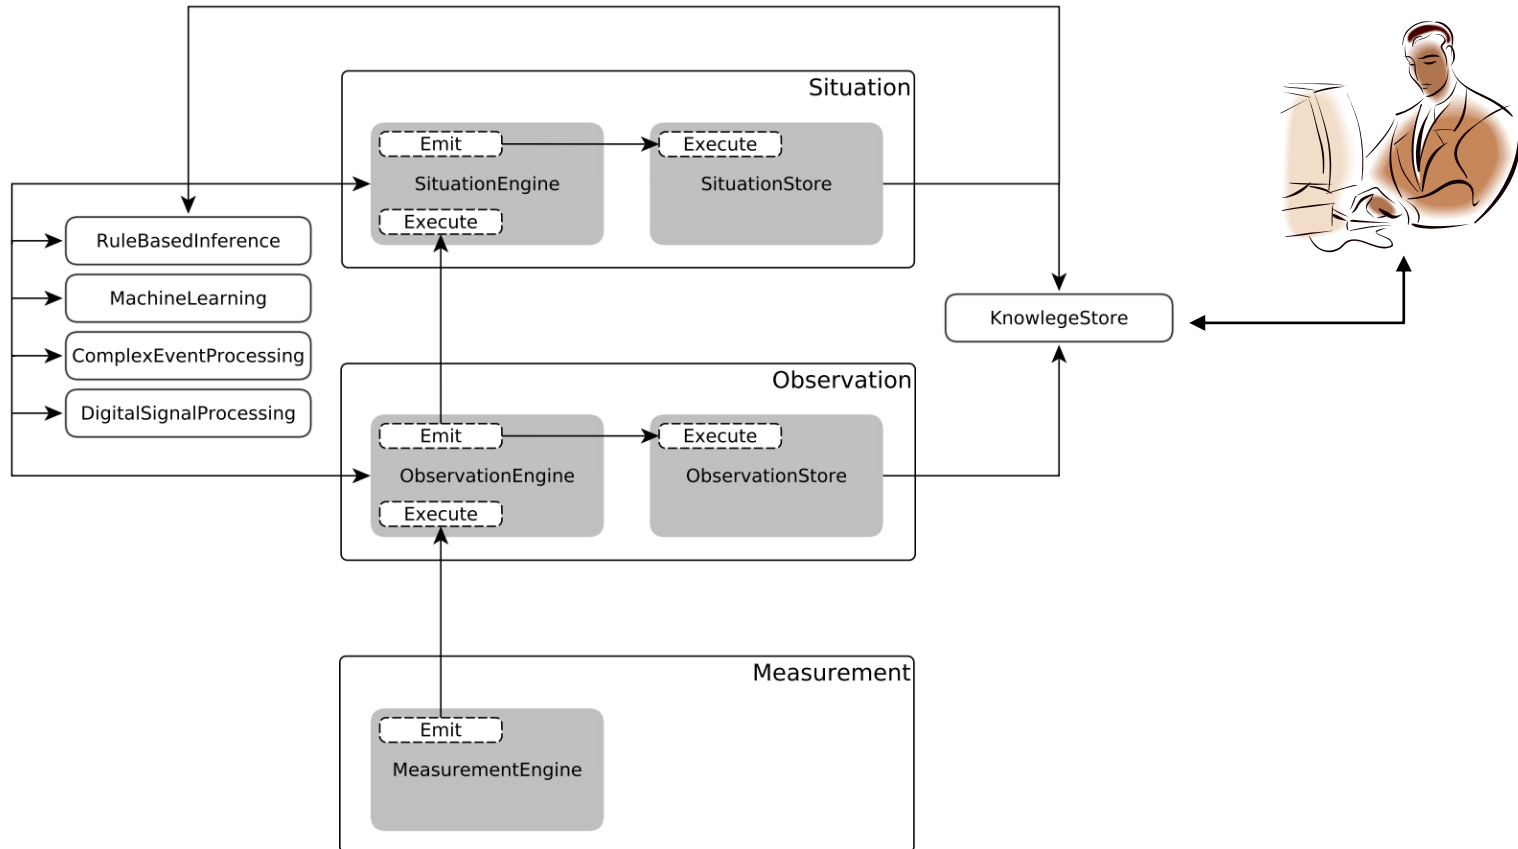 Situation
Emit
Execute
SituationEngine
SituationStore
Execute
RuleBasedInference
MachineLearning
ComplexEventProcessing
DigitalSignalProcessing
KnowlegeStore
Observation
Emit
Execute
ObservationEngine
ObservationStore
Execute
Measurement
Emit
MeasurementEngine